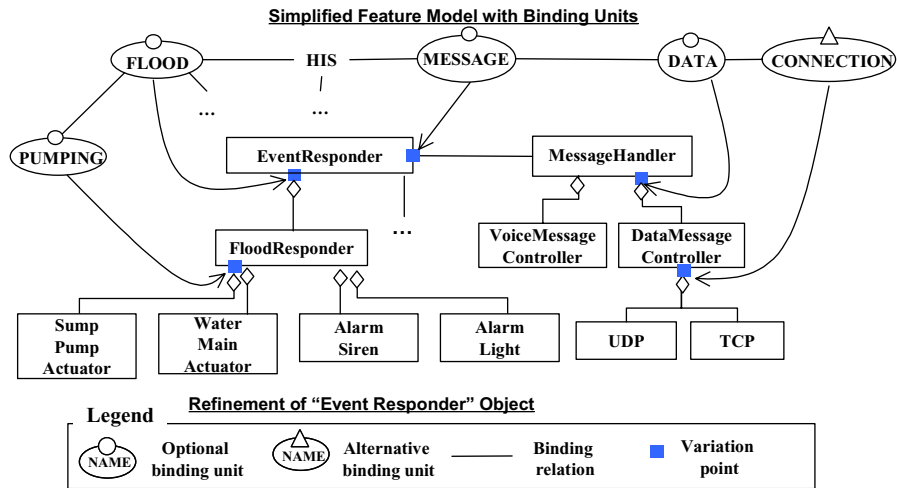 Simplified Feature Model with Binding Units
FLOOD
HIS
MESSAGE
DATA
CONNECTION
...
...
PUMPING
EventResponder
MessageHandler
...
FloodResponder
VoiceMessage
Controller
DataMessage
Controller
Sump
Pump
Actuator
Water
Main
Actuator
Alarm
Siren
Alarm
Light
UDP
TCP
Refinement of “Event Responder” Object
Legend
NAME
Optional
binding unit
NAME
Alternative
binding unit
Binding
relation
Variation
point